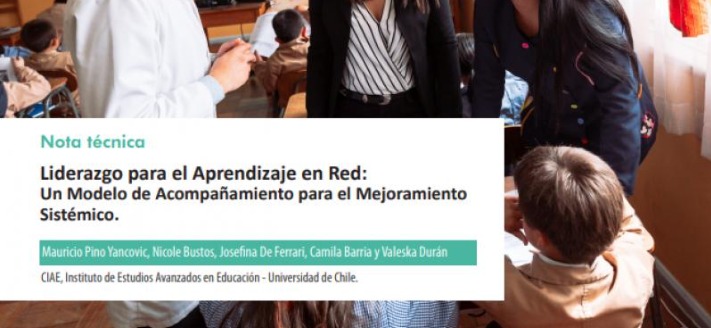 Nota técnica
Liderazgo para el Aprendizaje en Red:
Un Modelo de Acompañamiento para el Mejoramiento
Sistémico.
Mauricio Pino Yancovic, Nicole Bustos, Josefina De Ferrari, Camila Barria y Valeska Durán
CIAE, Instituto de Estudios Avanzados en Educación - Universidad de Chile.